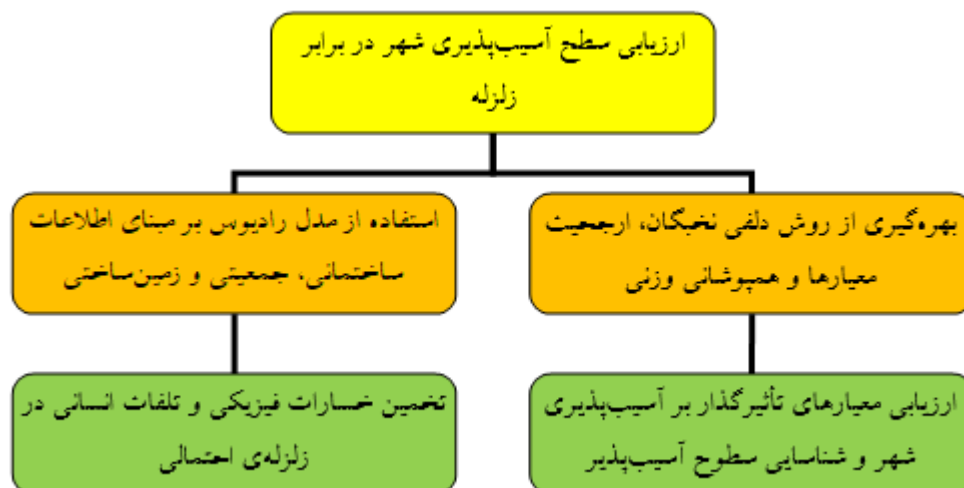 ارزیابی سطح آسیب‌پذیری شهر در برابر
زلزله
بهره‌گیری از روش دلفی نخبگان، ارجحیت
معیارها و همپوشانی وزنی
استفاده از مدل رادیوس بر مبنای اطلاعات
ساختمانی، جمعیتی و زمین‌ساختی
ارزیابی معیارهای تأثیرگذار بر آسیب‌پذیری
شهر و شناسایی سطوح آسیب‌پذیر
تخمین خسارات فیزیکی و تلفات انسانی در
زلزله‌ی احتمالی